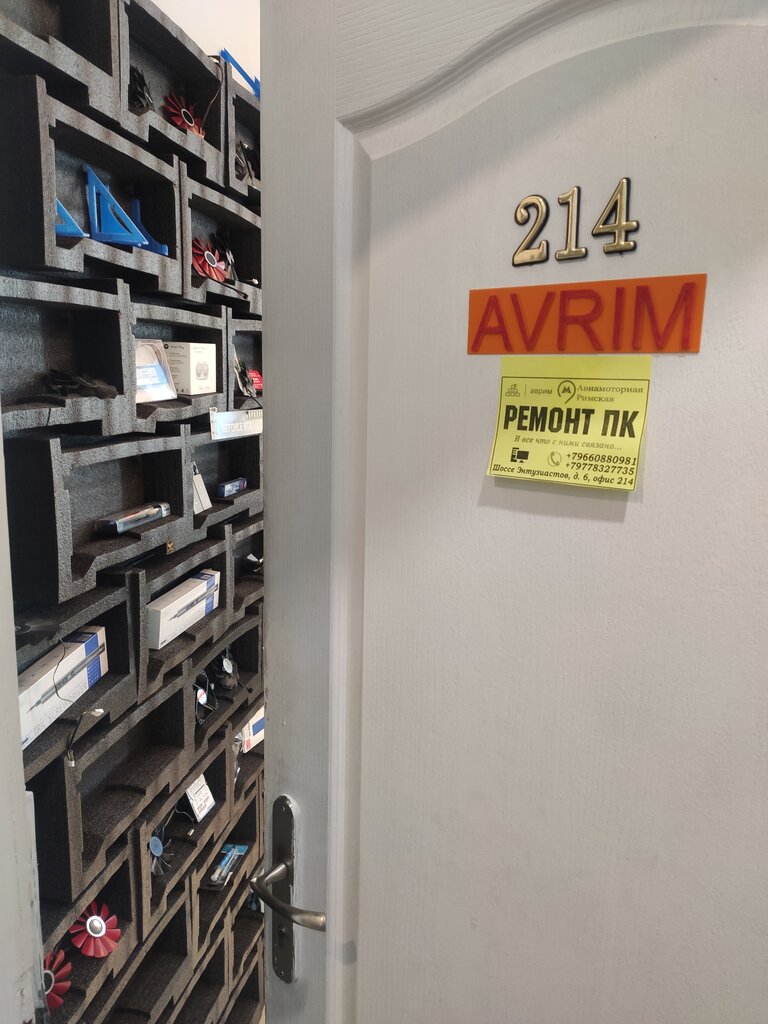 214
AVRIM
аврим
Авиамоторная
Римская
РЕМОНТ ПК
И все что с ними связано...
+79660880981
+79778327735
Шоссе Энтузиастов, д. 6, офис 214